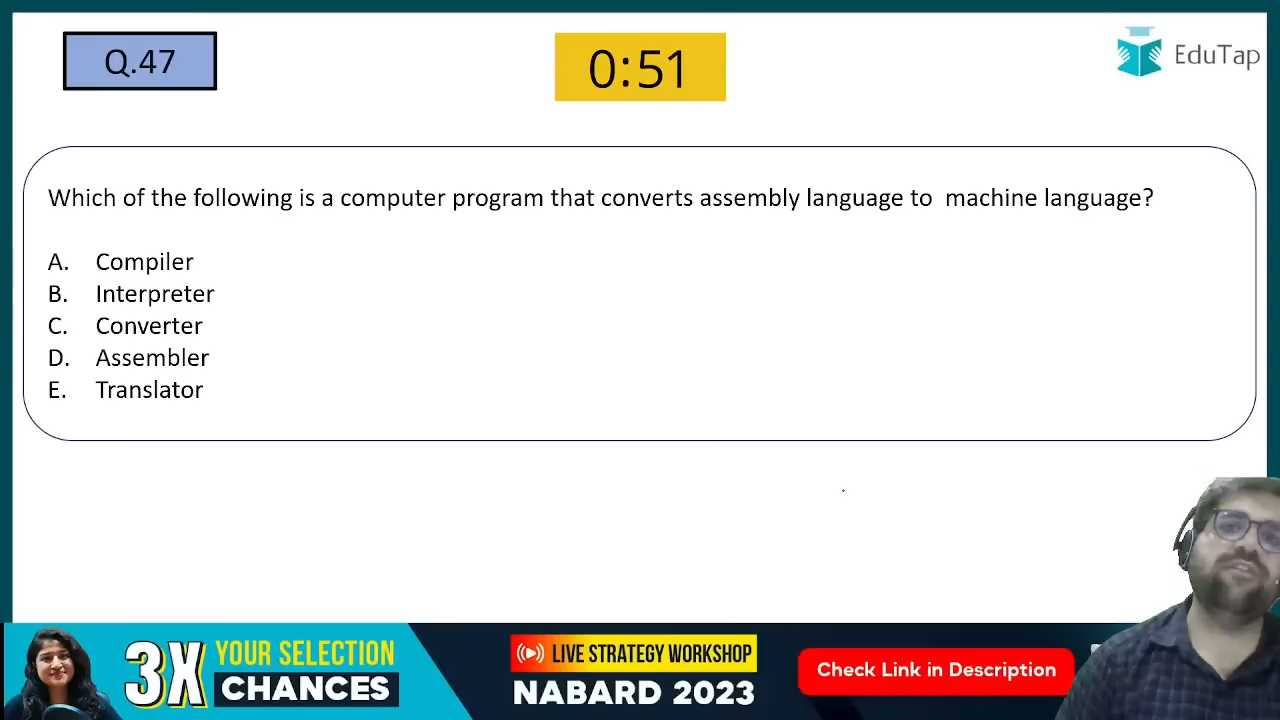 Q.47
0:51
EduTap
Which of the following is a computer program that converts assembly language to  machine language?
A. Compiler
B. Interpreter
C. Converter
D. Assembler
E. Translator
3X YOUR SELECTION CHANCES
LIVE STRATEGY WORKSHOP
NABARD 2023
Check Link in Description